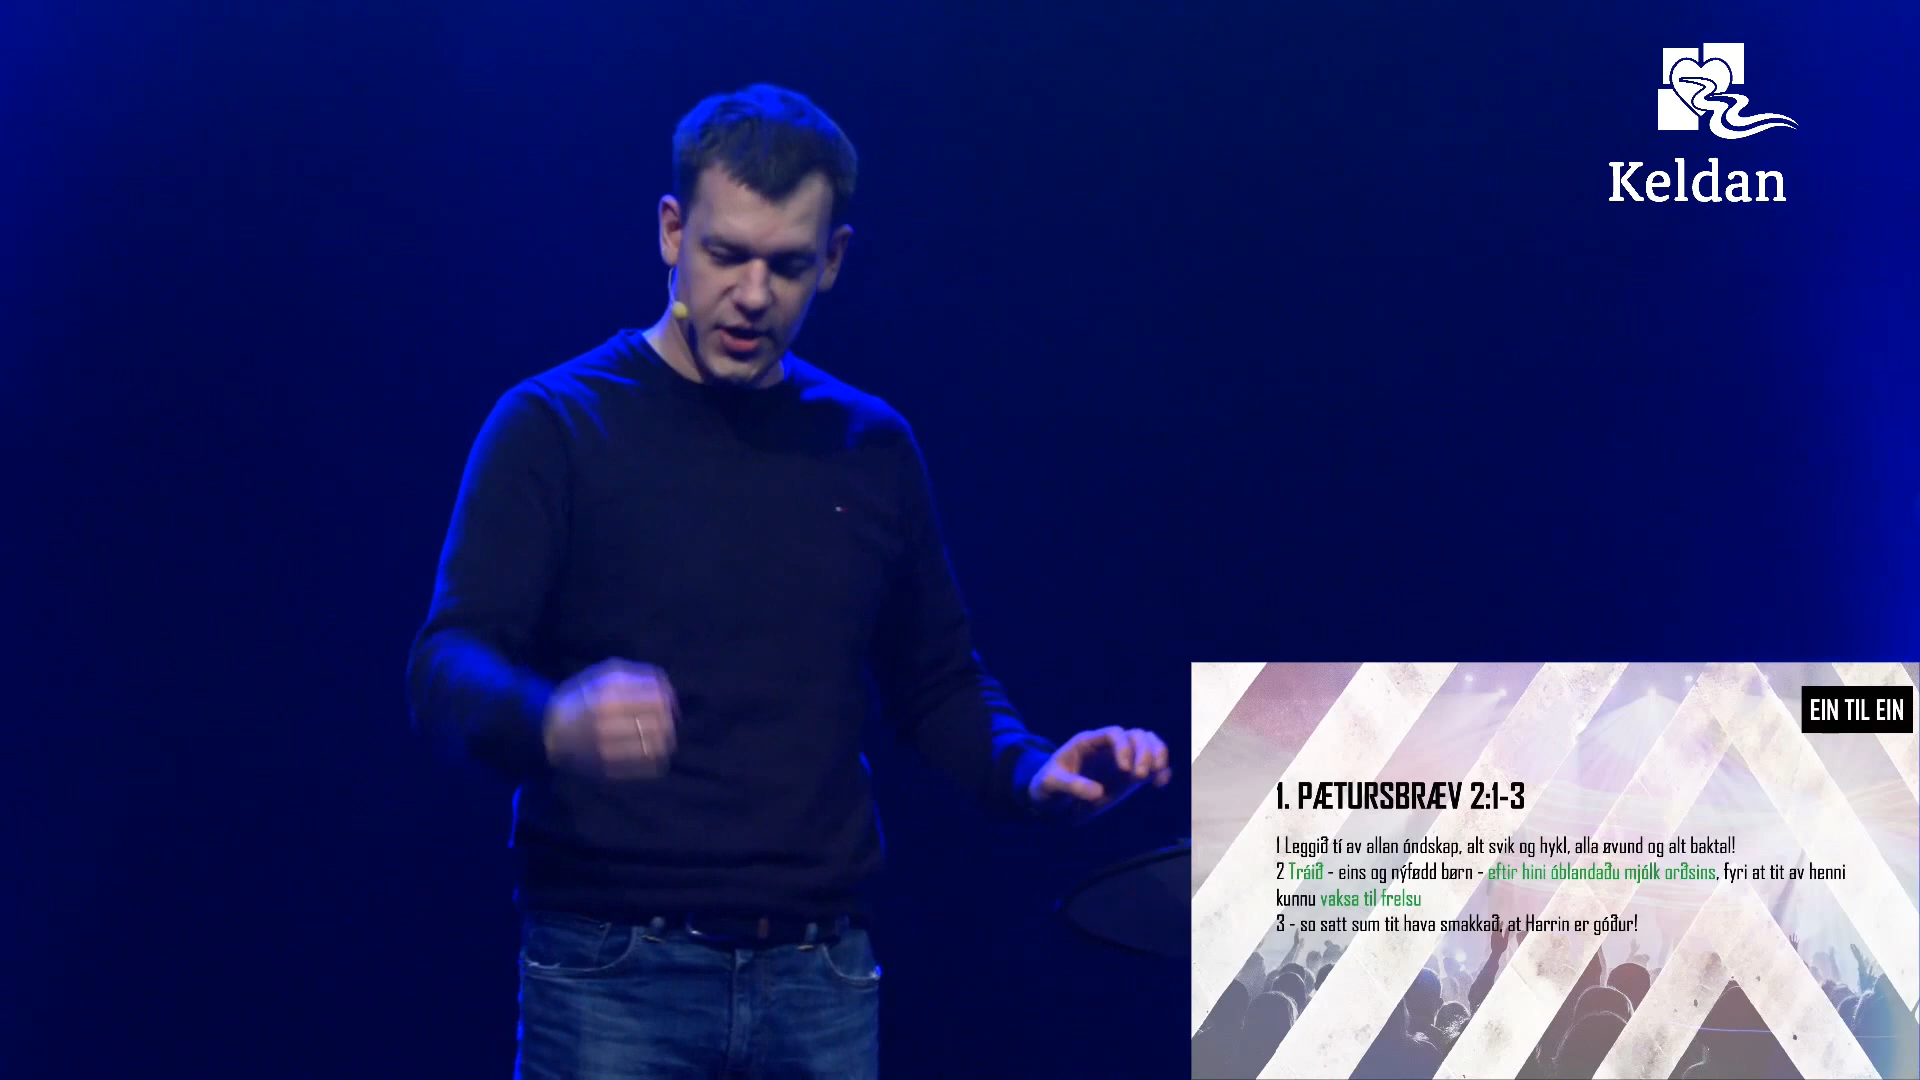 Keldan
EIN TIL EIN
1. PÆTURSBRÆV 2:1-3
1 Leggið tí av allan óndskap, alt svik og hykl, alla øvund og alt baktal!
2 Tráið - eins og nýfødd børn - eftir hini óblandaðu mjólk orðsins, fyri at tit av henni
kunnu vaksa til frelsu
3 - so satt sum tit hava smakkað, at Harrin er góður!